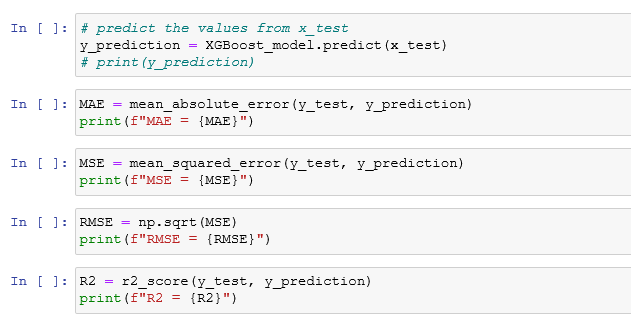 In [ ]: # predict the values from x_test
y_prediction = XGBoost_model.predict(x_test)
# print(y_prediction)
In [ ]: MAE = mean_absolute_error(y_test, y_prediction)
print(f"MAE = {MAE}")
In [ ]: MSE = mean_squared_error(y_test, y_prediction)
print(f"MSE = {MSE}")
In [ ]: RMSE = np.sqrt(MSE)
print(f"RMSE = {RMSE}")
In [ ]: R2 = r2_score(y_test, y_prediction)
print(f"R2 = {R2}")